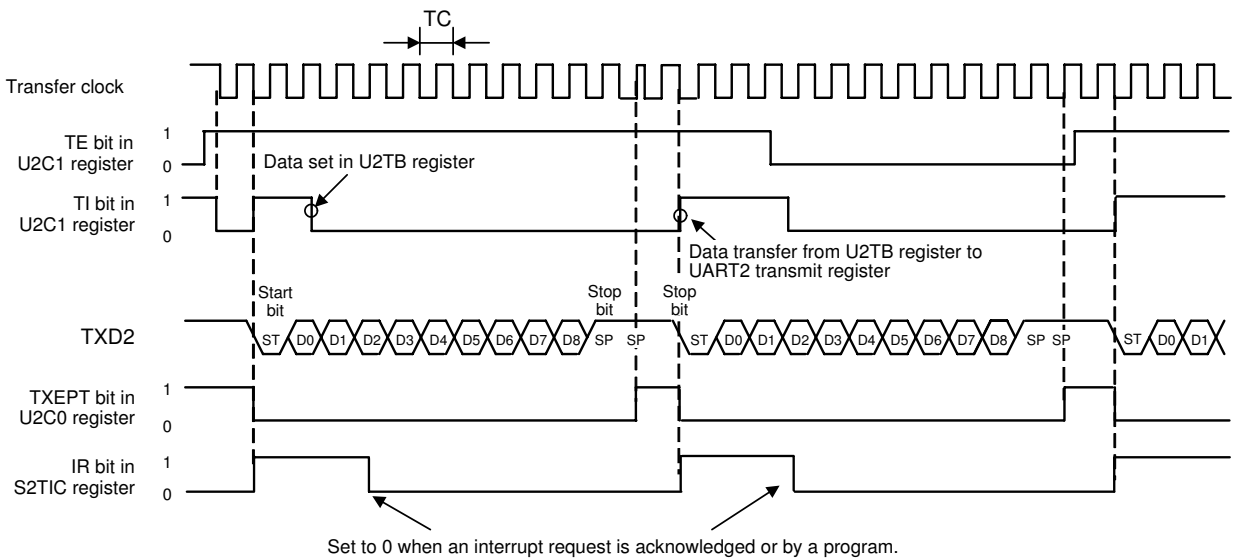 TC
Transfer clock
TE bit in
U2C1 register
1
0
Data set in U2TB register
TI bit in
U2C1 register
1
0
Data transfer from U2TB register to
UART2 transmit register
Start
bit
Stop
bit
Stop
bit
TXD2
ST D0 D1 D2 D3 D4 D5 D6 D7 D8 SP SP ST D0 D1 D2 D3 D4 D5 D6 D7 D8 SP SP ST D0 D1
TXEPT bit in
U2C0 register
1
0
IR bit in
S2TIC register
1
0
Set to 0 when an interrupt request is acknowledged or by a program.